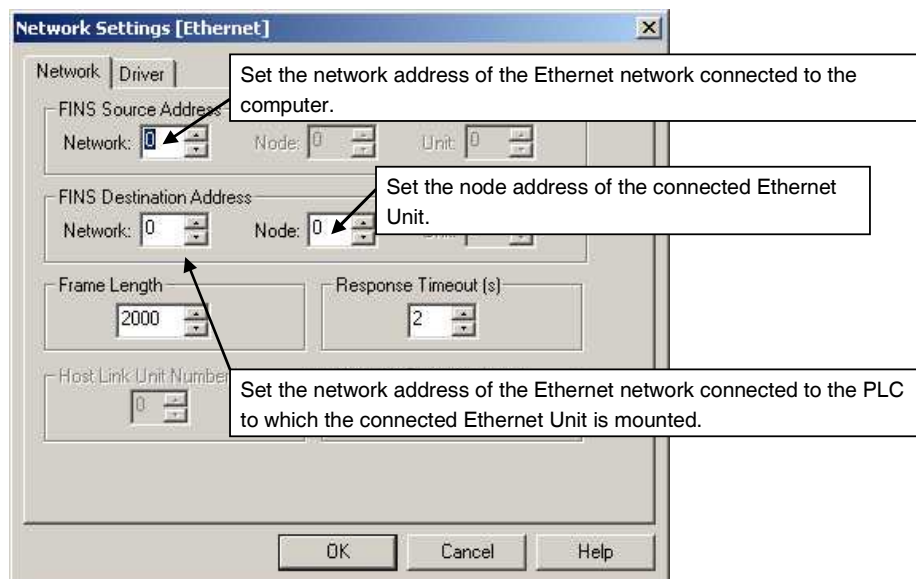 Network Settings [Ethernet]
Network Driver
Set the network address of the Ethernet network connected to the
computer.
FINS Source Address
Network: 0 Node: 0 Unit: 0
Set the node address of the connected Ethernet
Unit.
FINS Destination Address
Network: 0 Node: 0
Frame Length Response Timeout (s)
2000 2
Host Link Unit Number
0
Set the network address of the Ethernet network connected to the PLC
to which the connected Ethernet Unit is mounted.
OK Cancel Help